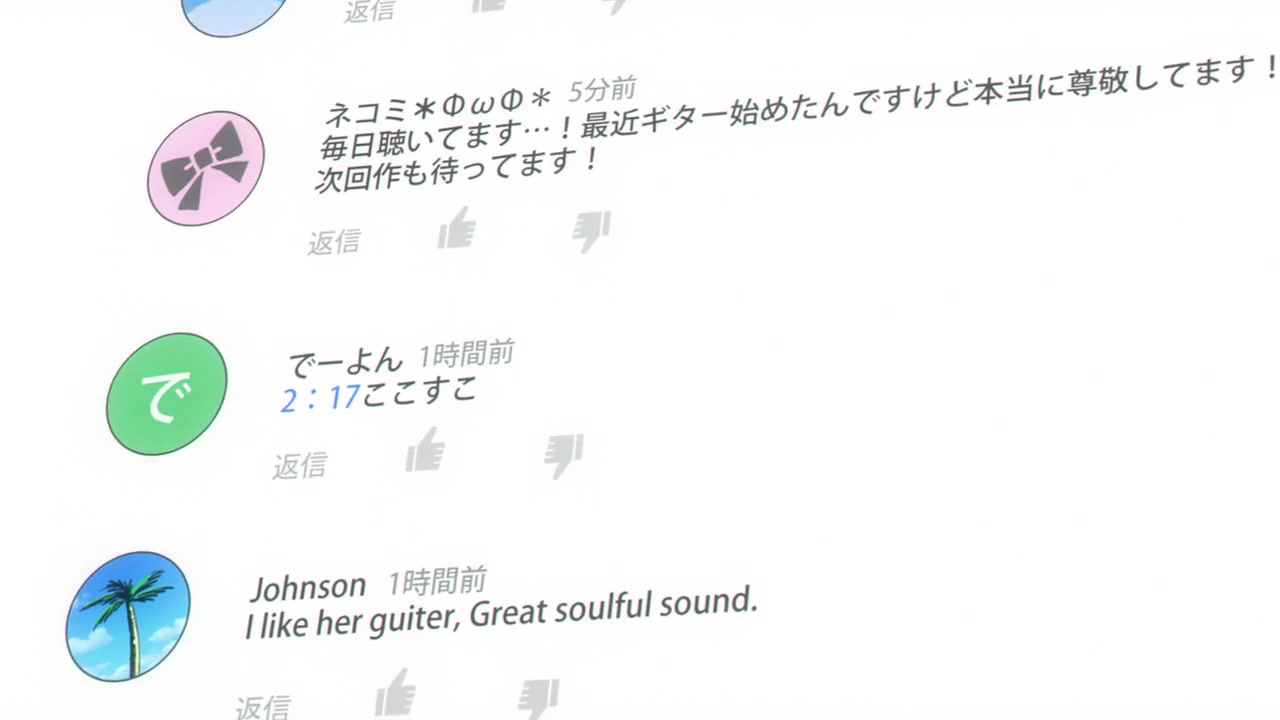 返信
ネコミ＊ΦωΦ＊ 5分前
毎日聴いてます…！最近ギター始めたんですけど本当に尊敬してます！
次回作も待ってます！
返信
で
でーよん 1時間前
2：17ここすこ
返信
Johnson 1時間前
I like her guiter, Great soulful sound.
返信